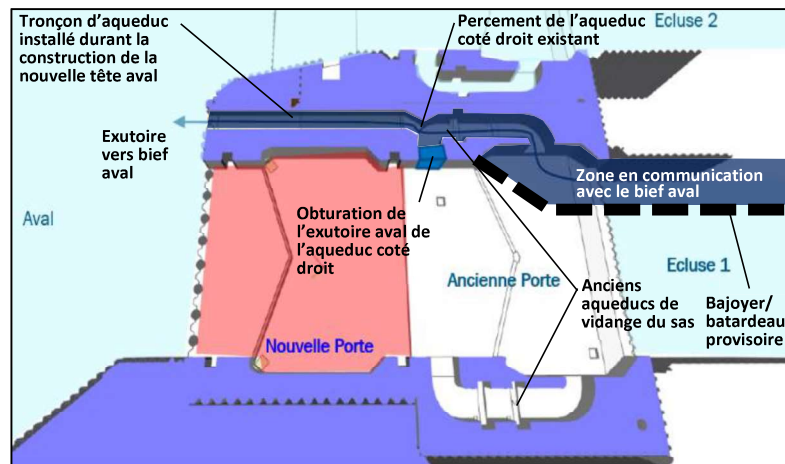 Tronçon d'aqueduc
installé durant la
construction de la
nouvelle tête aval
Percement de l'aqueduc
coté droit existant
Ecluse 2
Exutoire
vers bief
aval
Zone en communication
avec le bief aval
Aval
Obturation de
l'exutoire aval de
l'aqueduc coté
droit
Ancienne Porte
Ecluse 1
Anciens
aqueducs de
vidange du sas
Bajoyer/
batardeau
provisoire
Nouvelle Porte